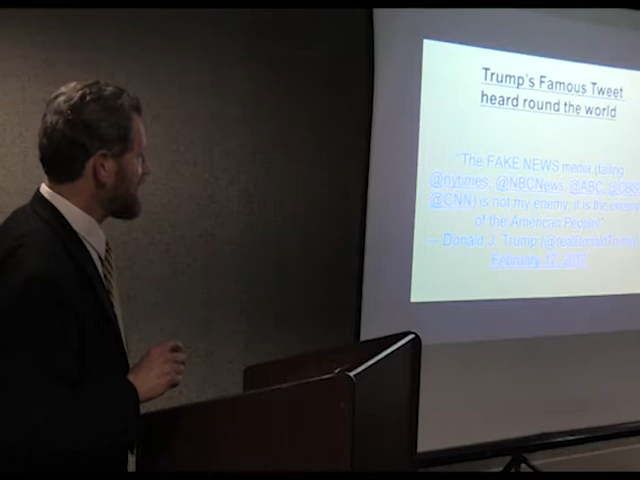 Trump's Famous Tweet
heard round the world
"The FAKE NEWS media (failing
@nytimes, @NBCNews, @ABC, @CBS,
@CNN) is not my enemy, it is the enemy
of the American People!"
— Donald J. Trump (@realDonaldTrump)
February 17, 2017